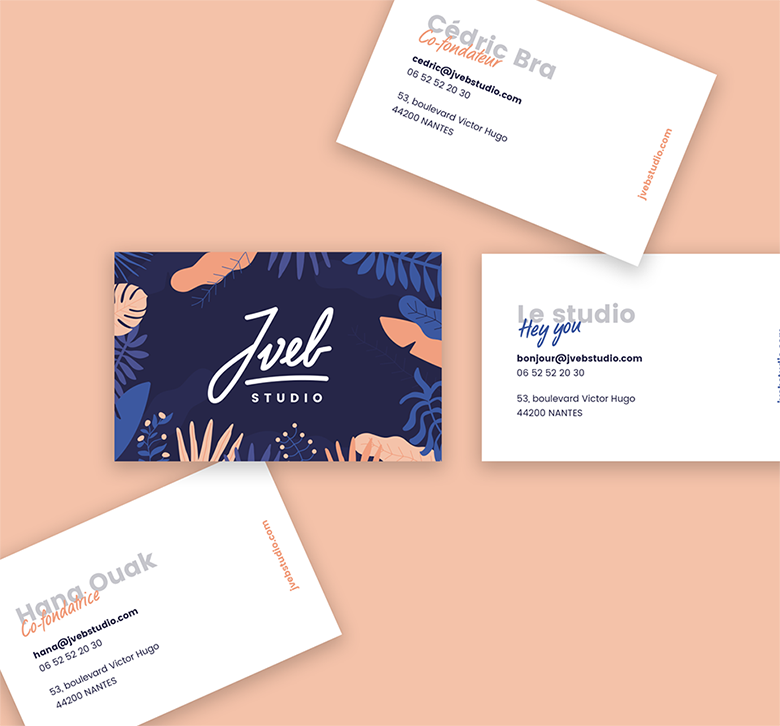 Cédric Bra
Co-fondateur
cedric@jvebstudio.com
06 52 52 20 30
53, boulevard Victor Hugo
44200 NANTES
jvebstudio.com
Jveb
STUDIO
Le studio
Hey you
bonjour@jvebstudio.com
06 52 52 20 30
53, boulevard Victor Hugo
44200 NANTES
Hana Ouak
Co-fondatrice
hana@jvebstudio.com
06 52 52 20 30
53, boulevard Victor Hugo
44200 NANTES
jvebstudio.com